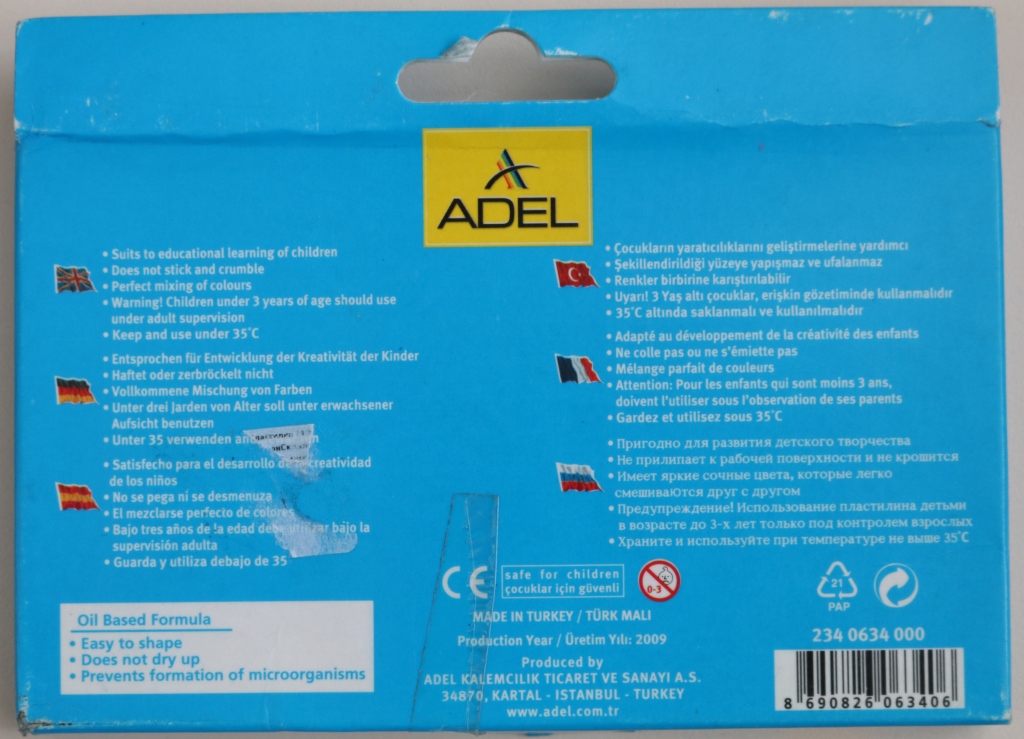 ADEL
• Suits to educational learning of children
• Does not stick and crumble
• Perfect mixing of colours
• Warning! Children under 3 years of age should use
under adult supervision
• Keep and use under 35°C
• Entsprochen für Entwicklung der Kreativität der Kinder
• Haftet oder zerbröckelt nicht
• Vollkommene Mischung von Farben
• Unter drei Jarden von Alter soll unter erwachsener
Aufsicht benutzen
• Unter 35 verwenden
• Satisfecho para el desarrollo de creatividad
de los niños
• No se pega ní se desmenuza
• El mezclarse perfecto de colores
• Bajo tres años de la edad debe utilizar bajo la
supervisión adulta
• Guarda y utiliza debajo de 35
Oil Based Formula
• Easy to shape
• Does not dry up
• Prevents formation of microorganisms
• Çocukların yaratıcılıklarını geliştirmelerine yardımcı
• Şekillendirildiği yüzeye yapışmaz ve ufalanmaz
• Renkler birbirine karıştırılabilir
• Uyarı! 3 Yaş altı çocuklar, erişkin gözetiminde kullanmalıdır
• 35°C altında saklanmalı ve kullanılmalıdır
• Adapté au développement de la créativité des enfants
• Ne colle pas ou ne s'émiette pas
• Mélange parfait de couleurs
• Attention: Pour les enfants qui sont moins 3 ans,
doivent l'utiliser sous l'observation de ses parents
• Gardez et utilisez sous 35°C
• Пригодно для развития детского творчества
• Не прилипает к рабочей поверхности и не крошится
• Имеет яркие сочные цвета, которые легко
смешиваются друг с другом
• Предупреждение! Использование пластилина детьми
в возрасте до 3-х лет только под контролем взрослых
• Храните и используйте при температуре не выше 35°C
CE
safe for children
çocuklar için güvenli
0-3
MADE IN TURKEY / TÜRK MALI
Production Year / Üretim Yılı: 2009
Produced by
ADEL KALEMCİLİK TİCARET VE SANAYİ A.S.
34870, KARTAL - ISTANBUL - TURKEY
www.adel.com.tr
21
PAP
234 0634 000
8 690826 063406